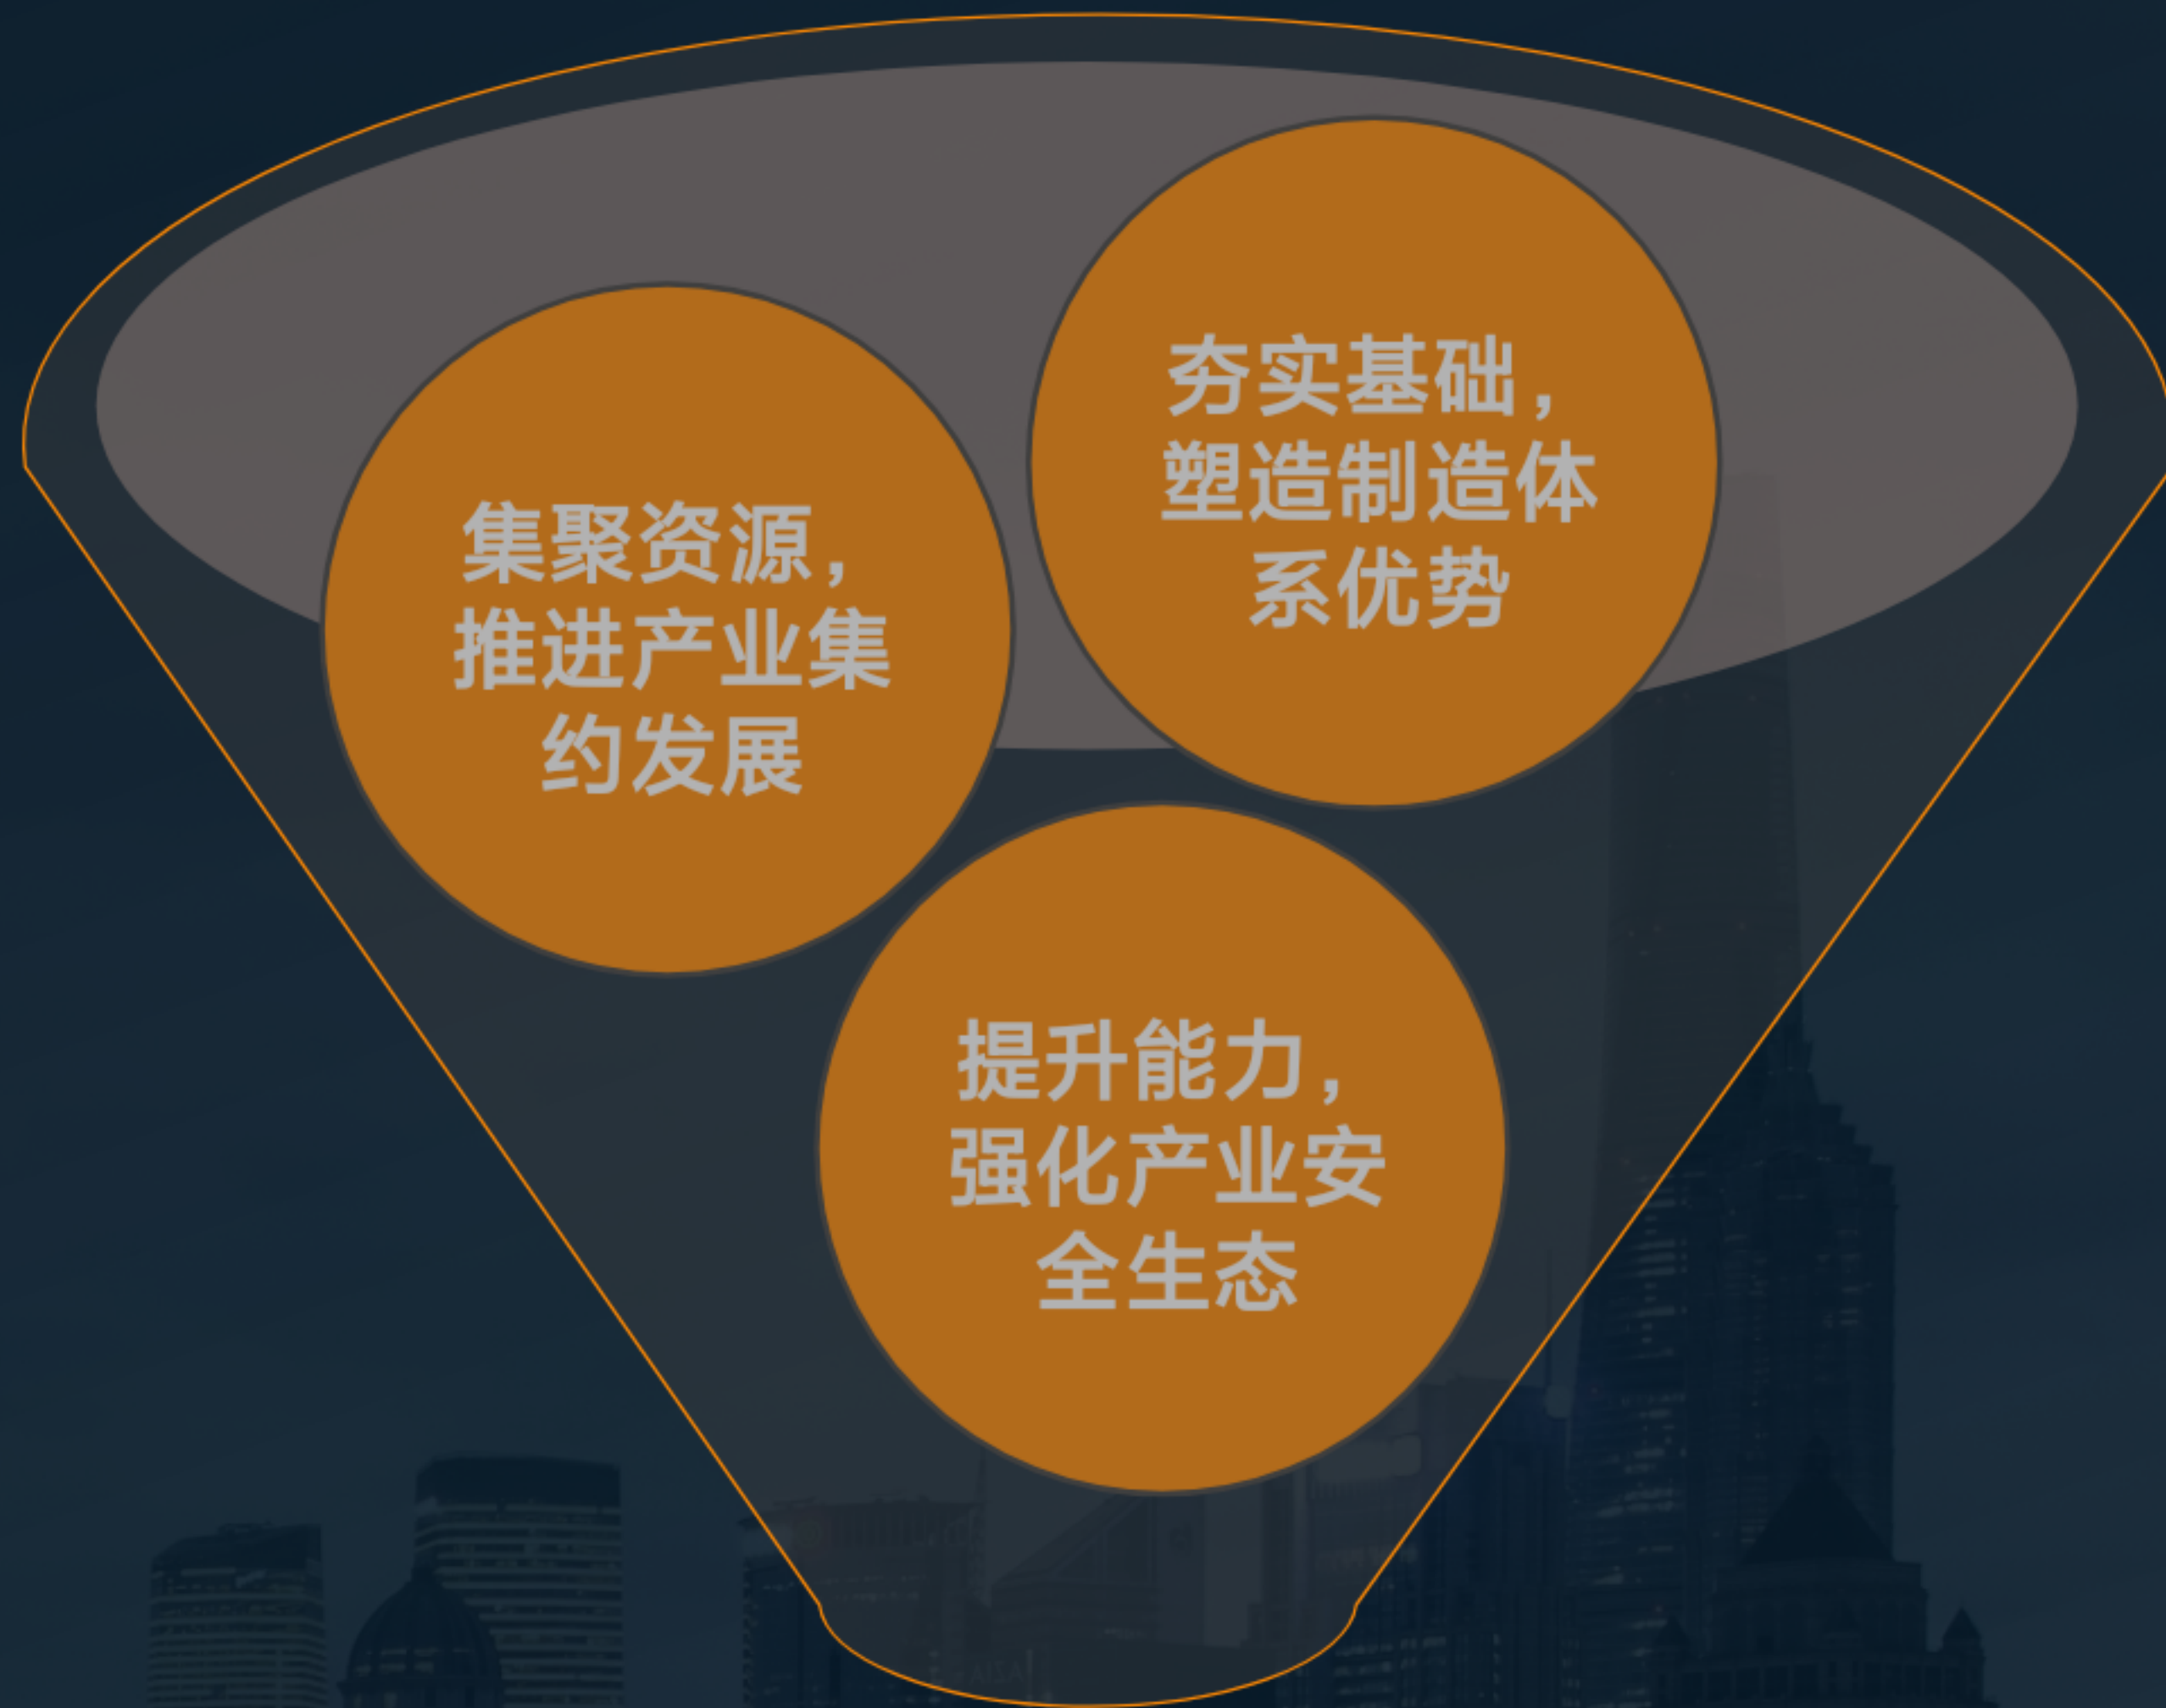 夯实基础，
塑造制造体
系优势
集聚资源，
推进产业集
约发展
提升能力，
强化产业安
全生态